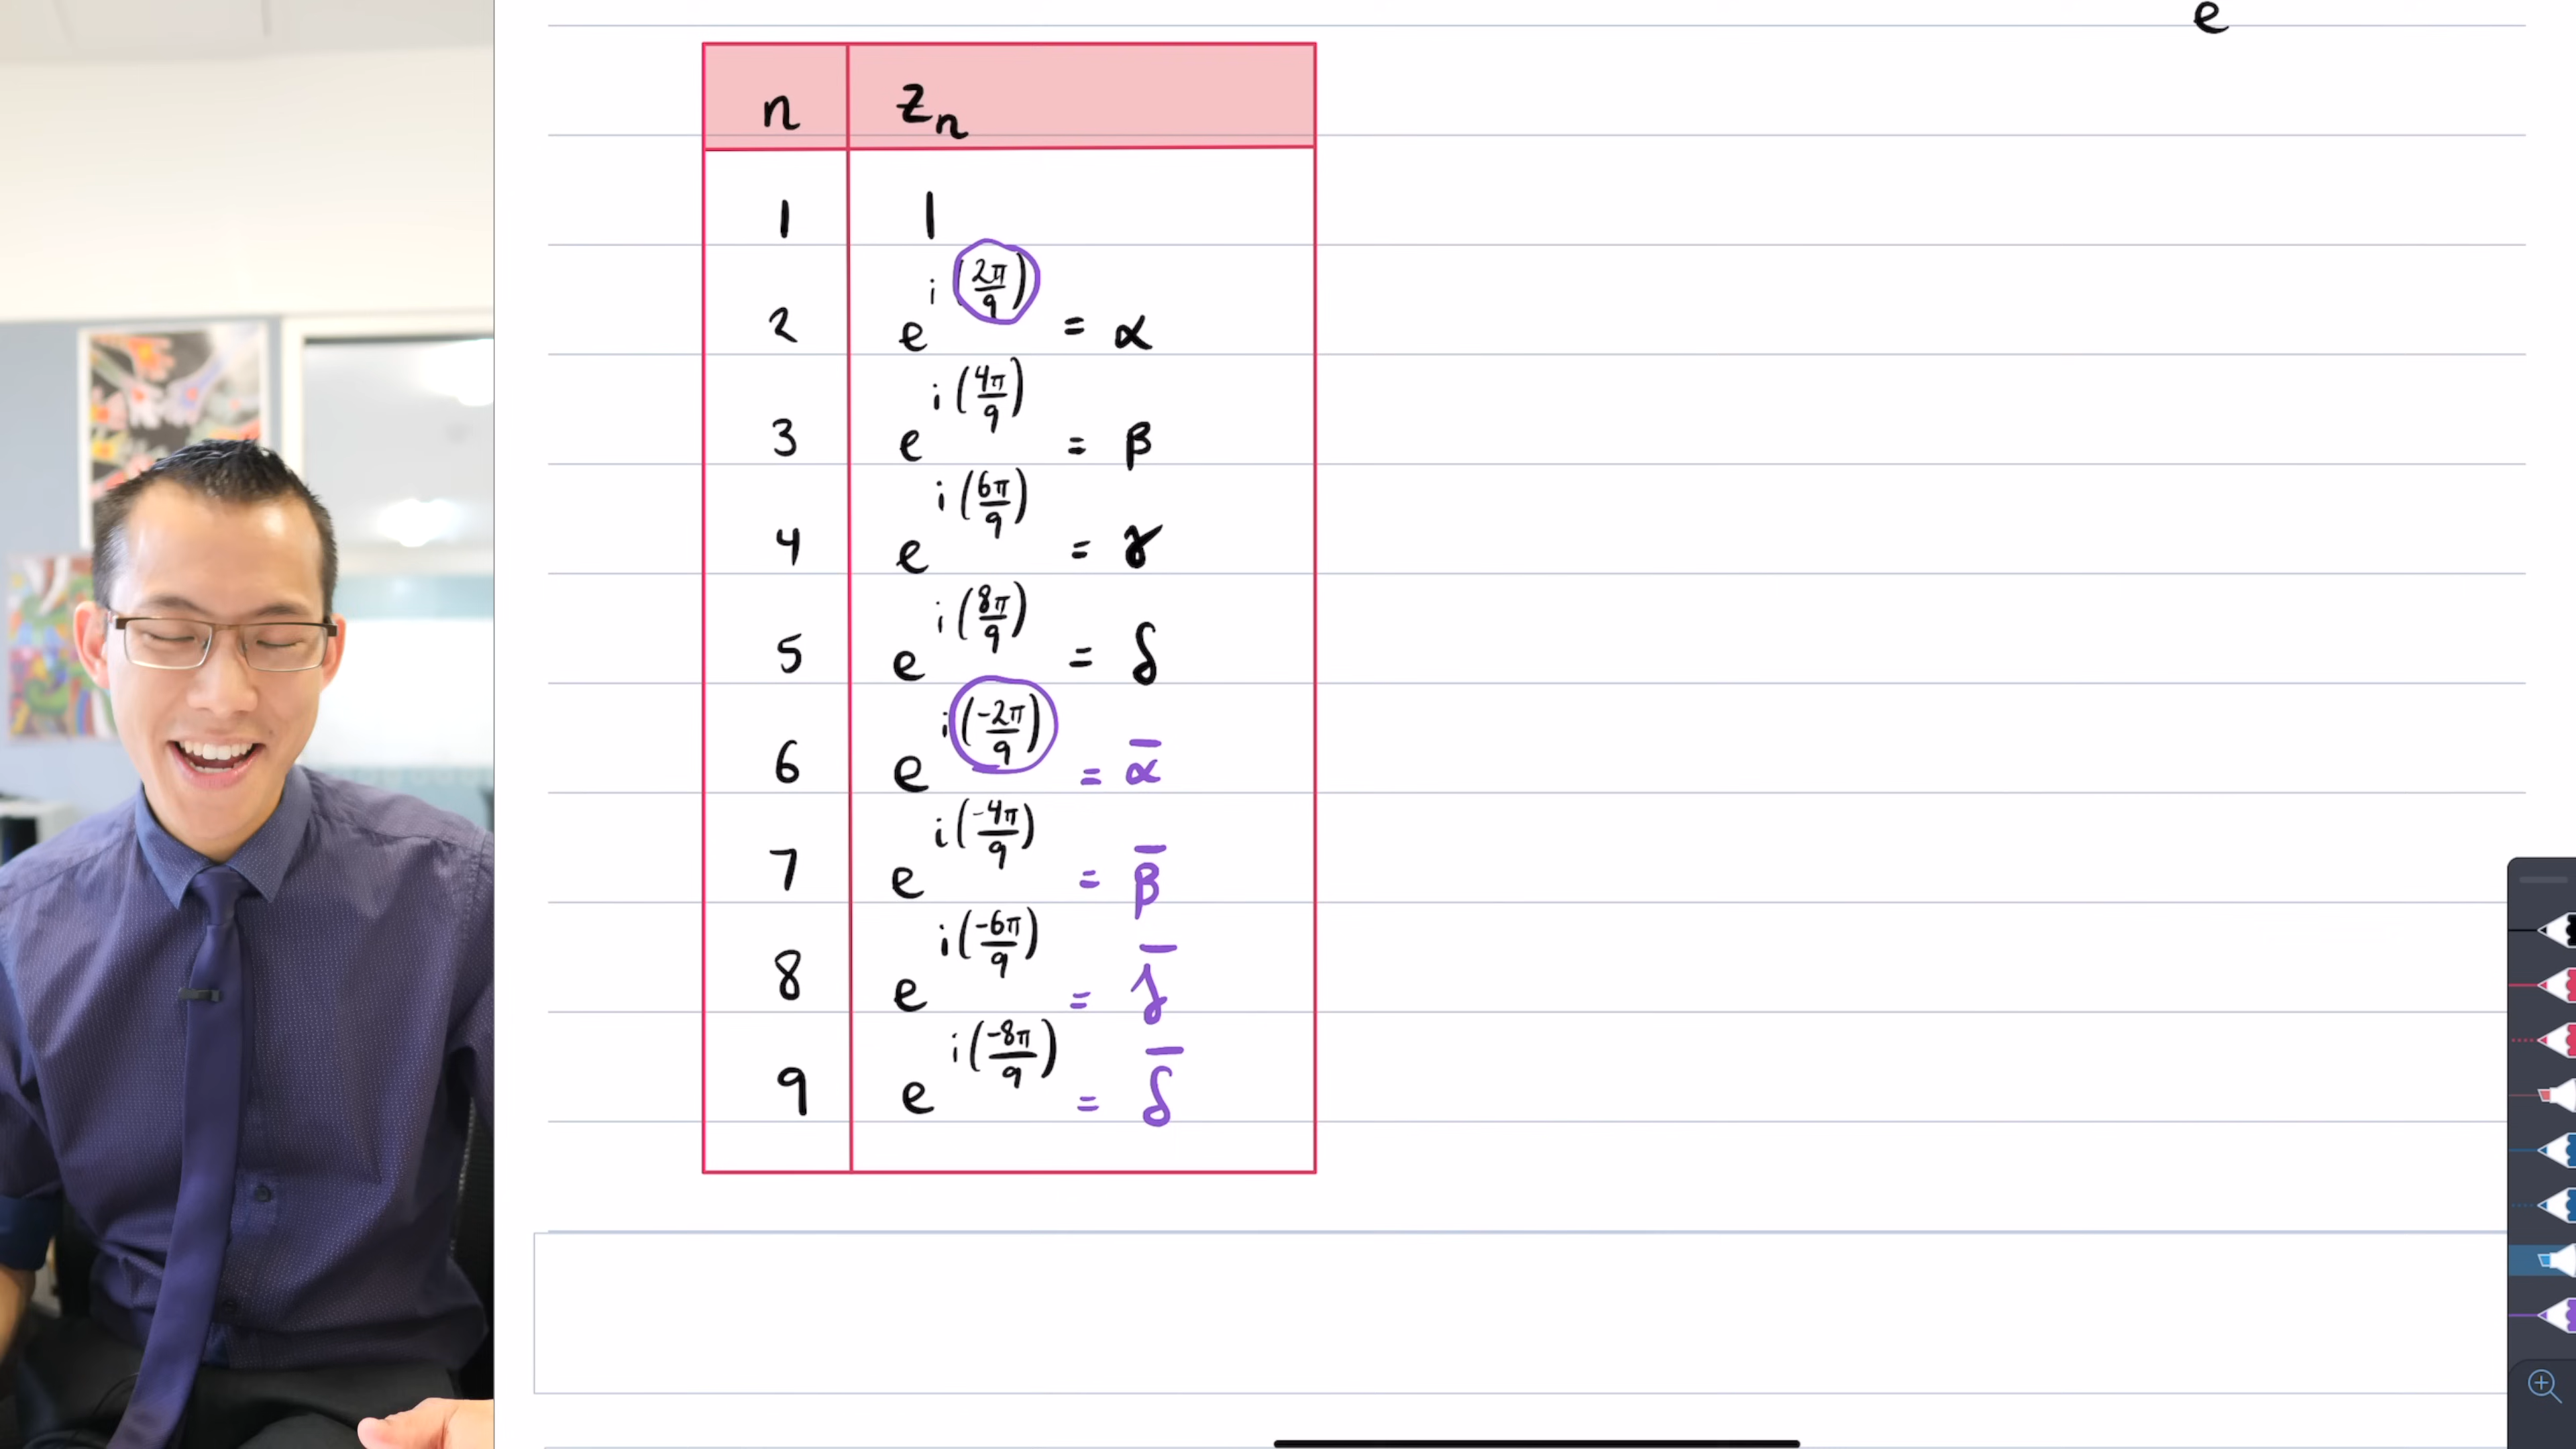 e
n z_n
1 1
2 e^{i(2π/9)} = α
3 e^{i(4π/9)} = β
4 e^{i(6π/9)} = γ
5 e^{i(8π/9)} = δ
6 e^{i(-2π/9)} = ᾱ
7 e^{i(-4π/9)} = β̄
8 e^{i(-6π/9)} = γ̄
9 e^{i(-8π/9)} = δ̄